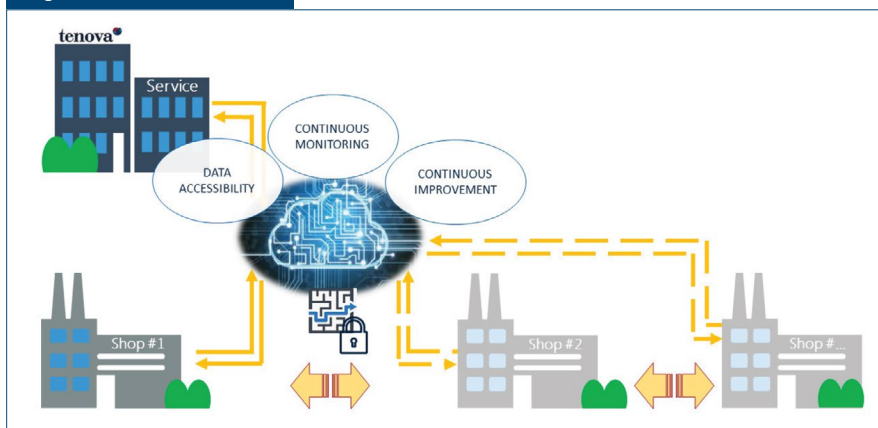 tenova
Service
CONTINUOUS
MONITORING
DATA
ACCESSIBILITY
CONTINUOUS
IMPROVEMENT
Shop #1
Shop #2
Shop #...